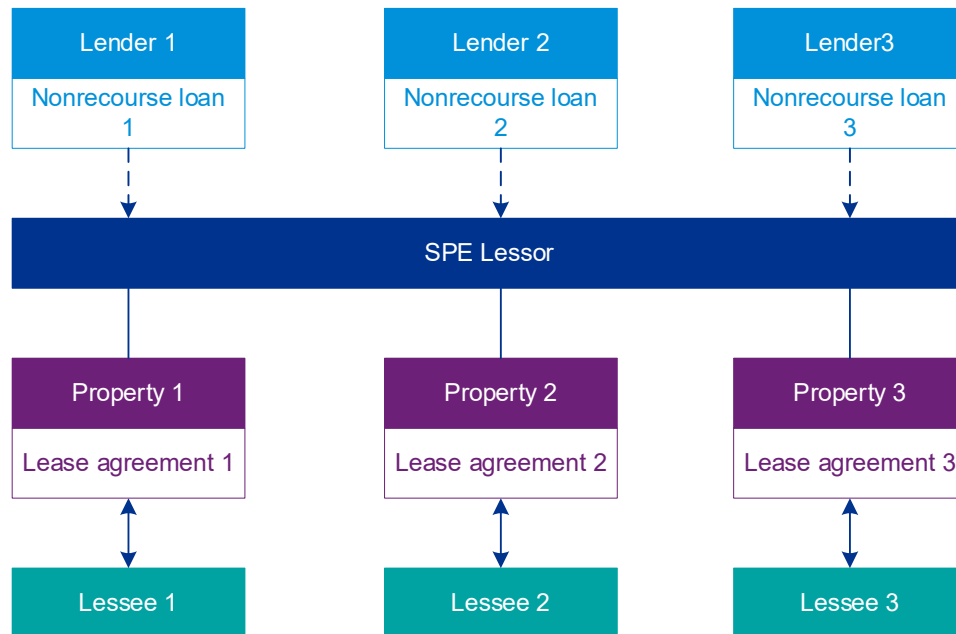 Lender 1
Lender 2
Lender3
Nonrecourse loan
1
Nonrecourse loan
2
Nonrecourse loan
3
SPE Lessor
Property 1
Property 2
Property 3
Lease agreement 1
Lease agreement 2
Lease agreement 3
Lessee 1
Lessee 2
Lessee 3